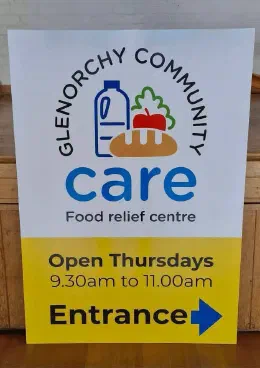 GLENORCHY COMMUNITY
care
Food relief centre
Open Thursdays
9.30am to 11.00am
Entrance